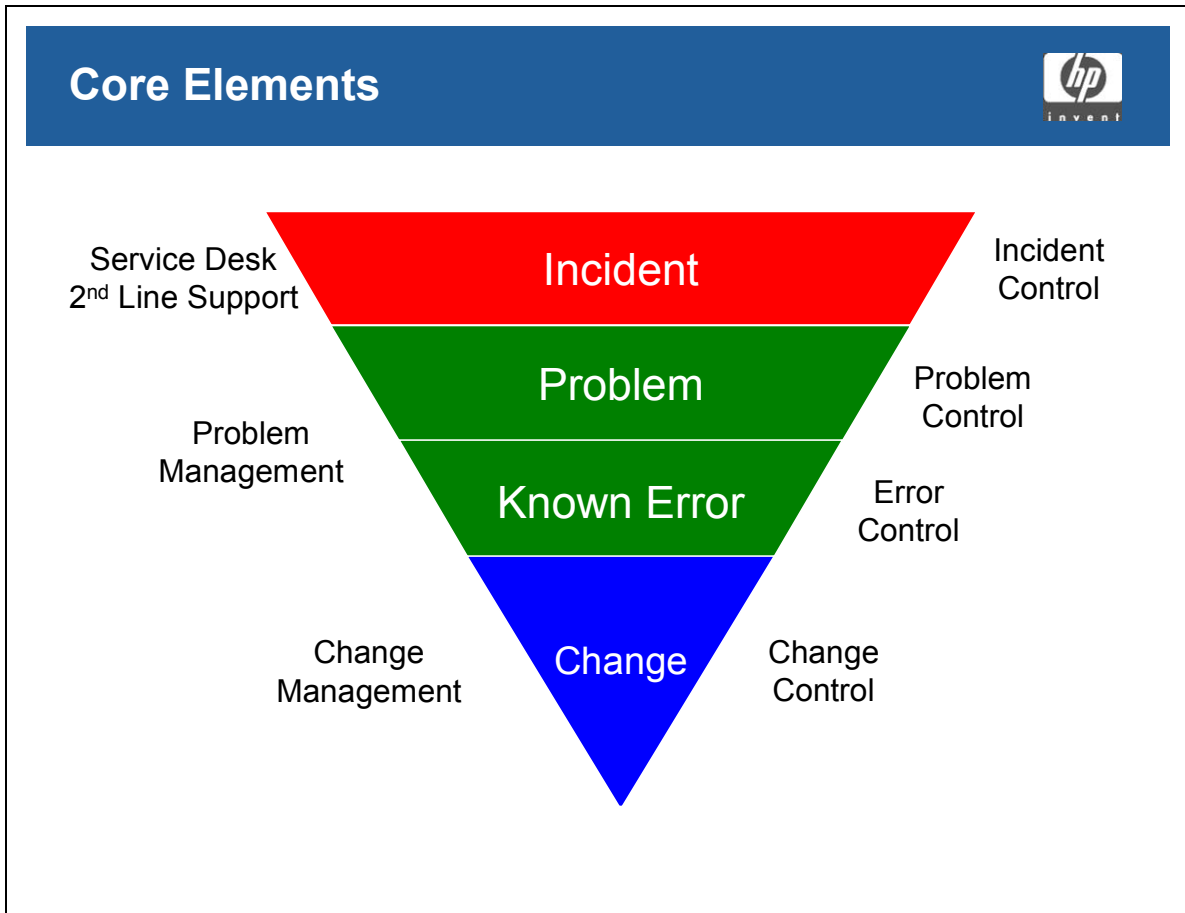 Core Elements
hp
invent
Service Desk
2nd Line Support
Incident
Incident
Control
Problem
Problem
Control
Problem
Management
Known Error
Error
Control
Change
Management
Change
Change
Control